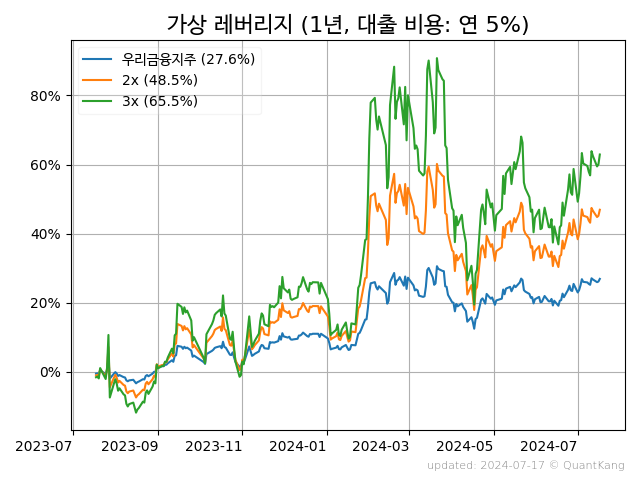 가상 레버리지 (1년, 대출 비용: 연 5%)
우리금융지주 (27.6%)
2x (48.5%)
3x (65.5%)
80%
60%
40%
20%
0%
2023-07 2023-09 2023-11 2024-01 2024-03 2024-05 2024-07
updated: 2024-07-17 © QuantKang